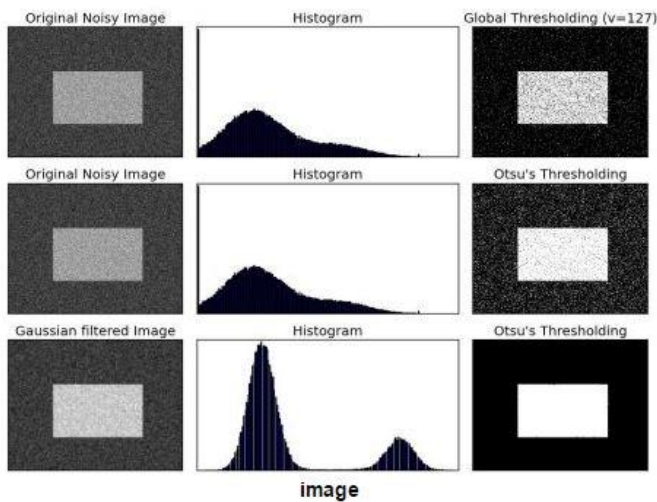 Original Noisy Image Histogram Global Thresholding (v=127)
Original Noisy Image Histogram Otsu's Thresholding
Gaussian filtered Image Histogram Otsu's Thresholding
image